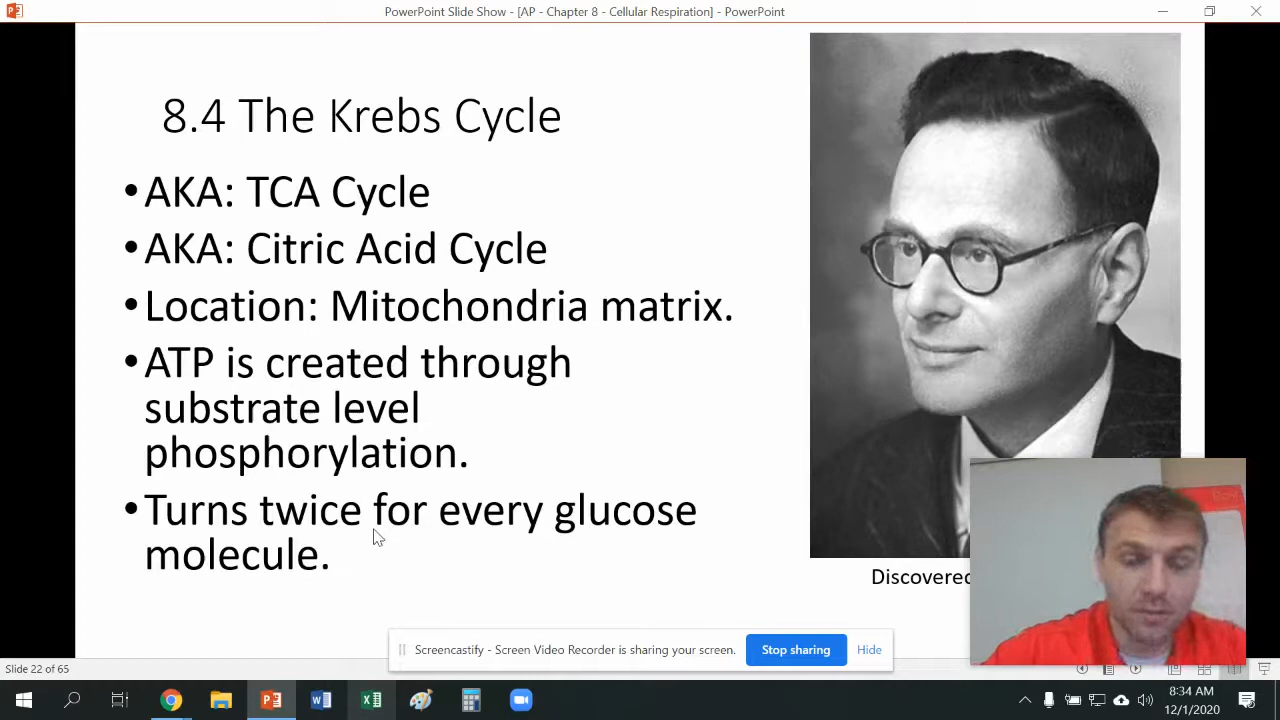 PowerPoint Slide Show - [AP - Chapter 8 - Cellular Respiration] - PowerPoint
8.4 The Krebs Cycle
•AKA: TCA Cycle
•AKA: Citric Acid Cycle
•Location: Mitochondria matrix.
•ATP is created through
substrate level
phosphorylation.
•Turns twice for every glucose
molecule.
Discovered
Screencastify - Screen Video Recorder is sharing your screen.
Stop sharing
Hide
Slide 22 of 65
8:34 AM
12/1/2020